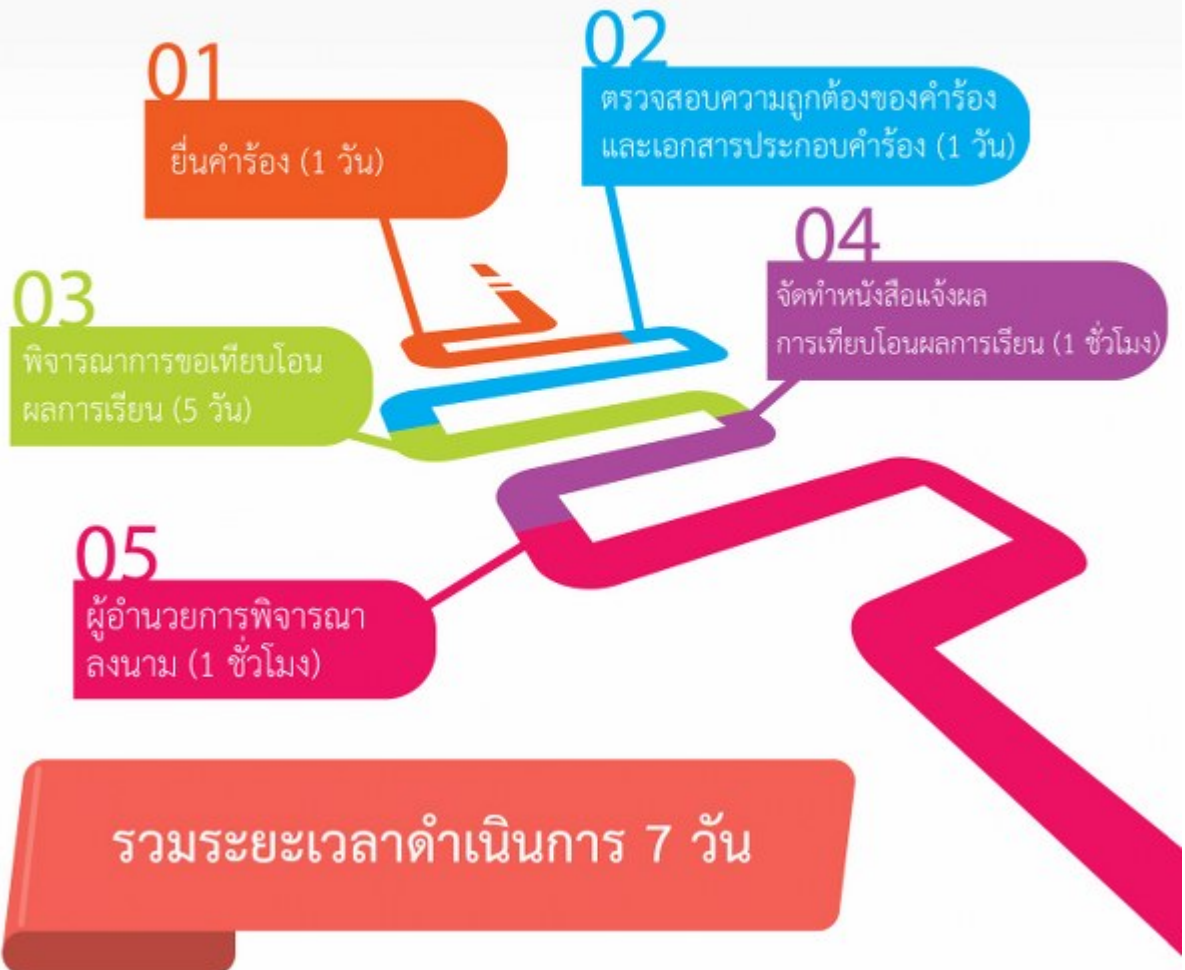 01
ยื่นคำร้อง (1 วัน)
02
ตรวจสอบความถูกต้องของคำร้อง
และเอกสารประกอบคำร้อง (1 วัน)
03
พิจารณาการขอเทียบโอน
ผลการเรียน (5 วัน)
04
จัดทำหนังสือแจ้งผล
การเทียบโอนผลการเรียน (1 ชั่วโมง)
05
ผู้อำนวยการพิจารณา
ลงนาม (1 ชั่วโมง)
รวมระยะเวลาดำเนินการ 7 วัน